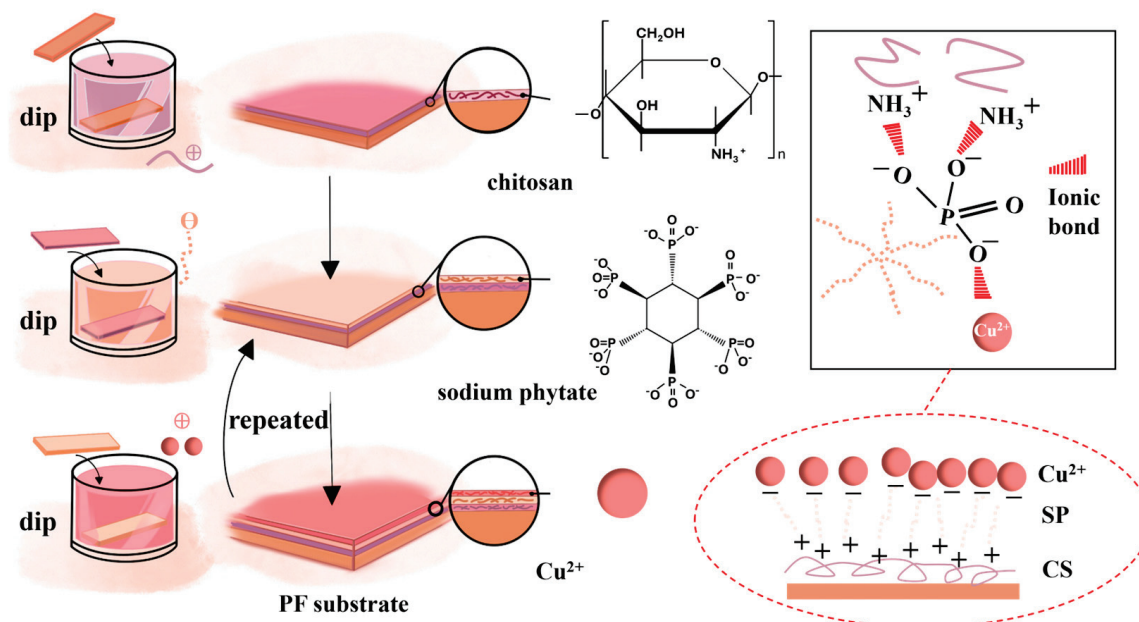 dip
⊕
chitosan
CH₂OH
O
O
—O
OH
NH₃⁺
n
dip
⊖
sodium phytate
⁻O
O
P
O⁻
O⁻
O=P
⁻O
O⁻
P
O⁻
O
O⁻
P=O
⁻O
O⁻
O=P
⁻O
O⁻
⁻O
P
O⁻
O
repeated
dip
⊕
PF substrate
Cu²⁺
NH₃⁺
NH₃⁺
⁻O
O⁻
P
O
O⁻
Cu²⁺
Ionic
bond
Cu²⁺
− − − − − − − −
SP
+ + + + + + + +
CS